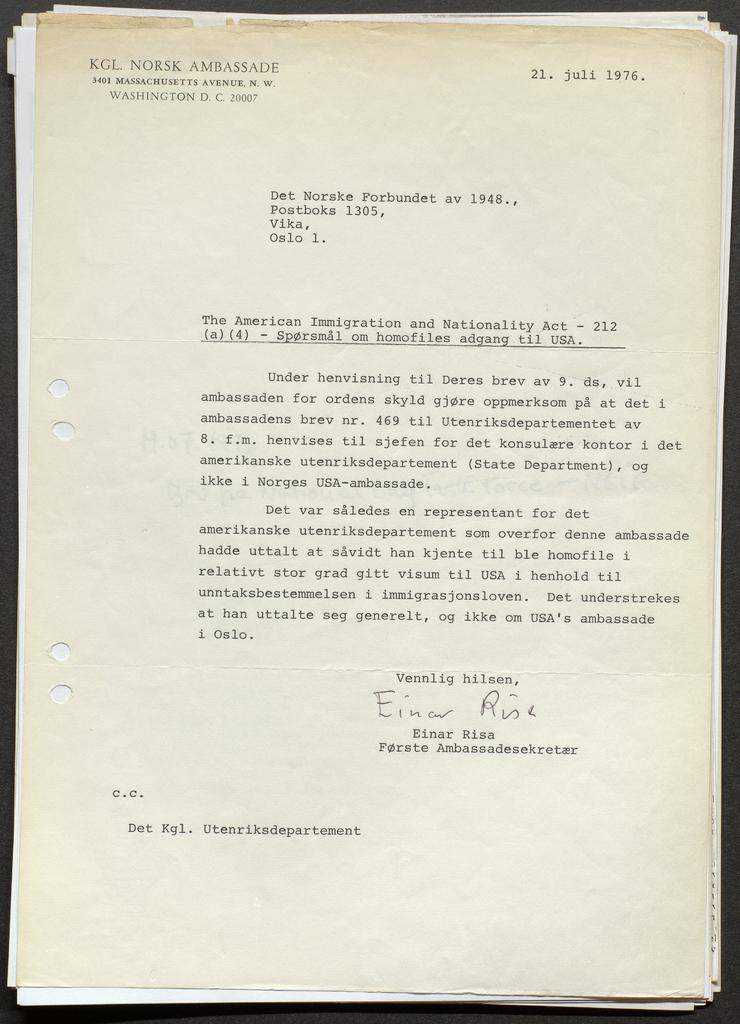 KGL. NORSK AMBASSADE
3401 MASSACHUSETTS AVENUE, N. W.
WASHINGTON D. C. 20007
21. juli 1976.
Det Norske Forbundet av 1948.,
Postboks 1305,
Vika,
Oslo 1.
The American Immigration and Nationality Act - 212
(a)(4) - Spørsmål om homofiles adgang til USA.
Under henvisning til Deres brev av 9. ds, vil
ambassaden for ordens skyld gjøre oppmerksom på at det i
ambassadens brev nr. 469 til Utenriksdepartementet av
8. f.m. henvises til sjefen for det konsulære kontor i det
amerikanske utenriksdepartement (State Department), og
ikke i Norges USA-ambassade.
Det var således en representant for det
amerikanske utenriksdepartement som overfor denne ambassade
hadde uttalt at såvidt han kjente til ble homofile i
relativt stor grad gitt visum til USA i henhold til
unntaksbestemmelsen i immigrasjonsloven. Det understrekes
at han uttalte seg generelt, og ikke om USA's ambassade
i Oslo.
Vennlig hilsen,
Einar Risa
Einar Risa
Første Ambassadesekretær
c.c.
Det Kgl. Utenriksdepartement